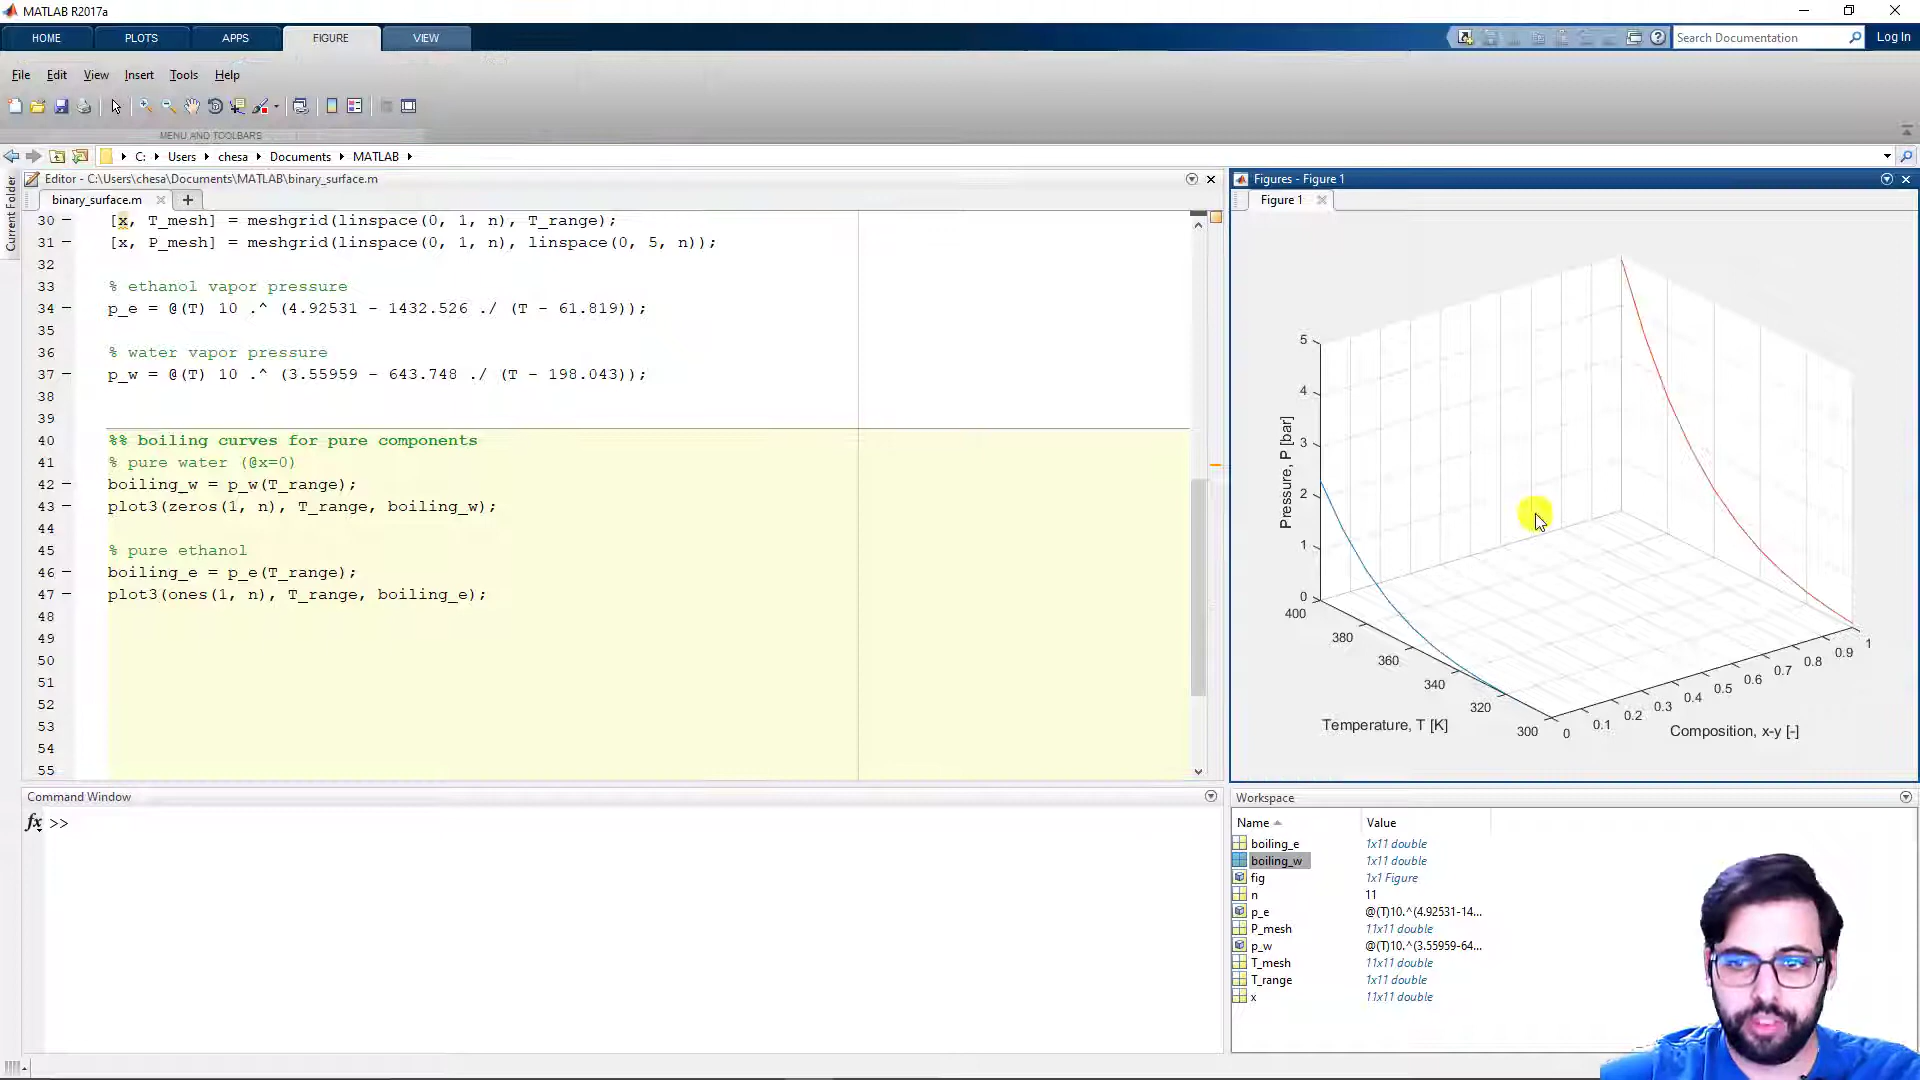 MATLAB R2017a
HOME PLOTS APPS FIGURE VIEW
Search Documentation Log In
File Edit View Insert Tools Help
MENU AND TOOLBARS
C: Users chesa Documents MATLAB
Current Folder
Editor - C:\Users\chesa\Documents\MATLAB\binary_surface.m
binary_surface.m +
30 – [x, T_mesh] = meshgrid(linspace(0, 1, n), T_range);
31 – [x, P_mesh] = meshgrid(linspace(0, 1, n), linspace(0, 5, n));
32
33 % ethanol vapor pressure
34 – p_e = @(T) 10 .^ (4.92531 - 1432.526 ./ (T - 61.819));
35
36 % water vapor pressure
37 – p_w = @(T) 10 .^ (3.55959 - 643.748 ./ (T - 198.043));
38
39
40 %% boiling curves for pure components
41 % pure water (@x=0)
42 – boiling_w = p_w(T_range);
43 – plot3(zeros(1, n), T_range, boiling_w);
44
45 % pure ethanol
46 – boiling_e = p_e(T_range);
47 – plot3(ones(1, n), T_range, boiling_e);
48
49
50
51
52
53
54
55
Figures - Figure 1
Figure 1
Pressure, P [bar]
5
4
3
2
1
0
400
380
360
340
320
300
Temperature, T [K]
0 0.1 0.2 0.3 0.4 0.5 0.6 0.7 0.8 0.9 1
Composition, x-y [-]
Command Window
fx >>
Workspace
Name Value
boiling_e 1x11 double
boiling_w 1x11 double
fig 1x1 Figure
n 11
p_e @(T)10.^(4.92531-14...
P_mesh 11x11 double
p_w @(T)10.^(3.55959-64...
T_mesh 11x11 double
T_range 1x11 double
x 11x11 double